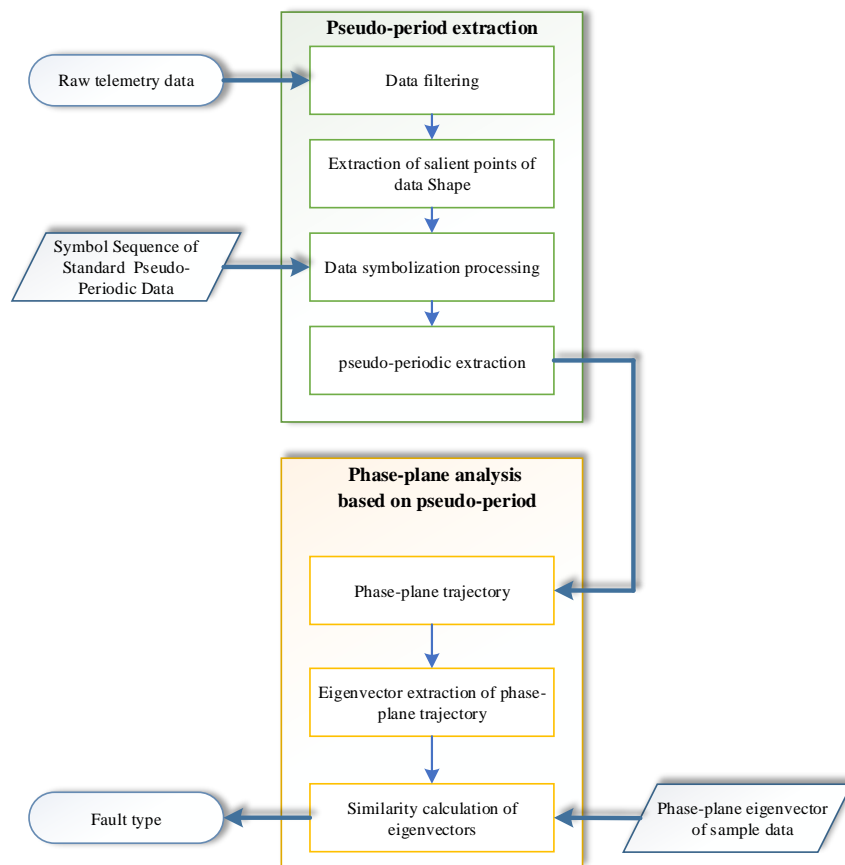 Pseudo-period extraction
Raw telemetry data
Data filtering
Extraction of salient points of
data Shape
Symbol Sequence of
Standard Pseudo-
Periodic Data
Data symbolization processing
pseudo-periodic extraction
Phase-plane analysis
based on pseudo-period
Phase-plane trajectory
Eigenvector extraction of phase-
plane trajectory
Fault type
Similarity calculation of
eigenvectors
Phase-plane eigenvector
of sample data